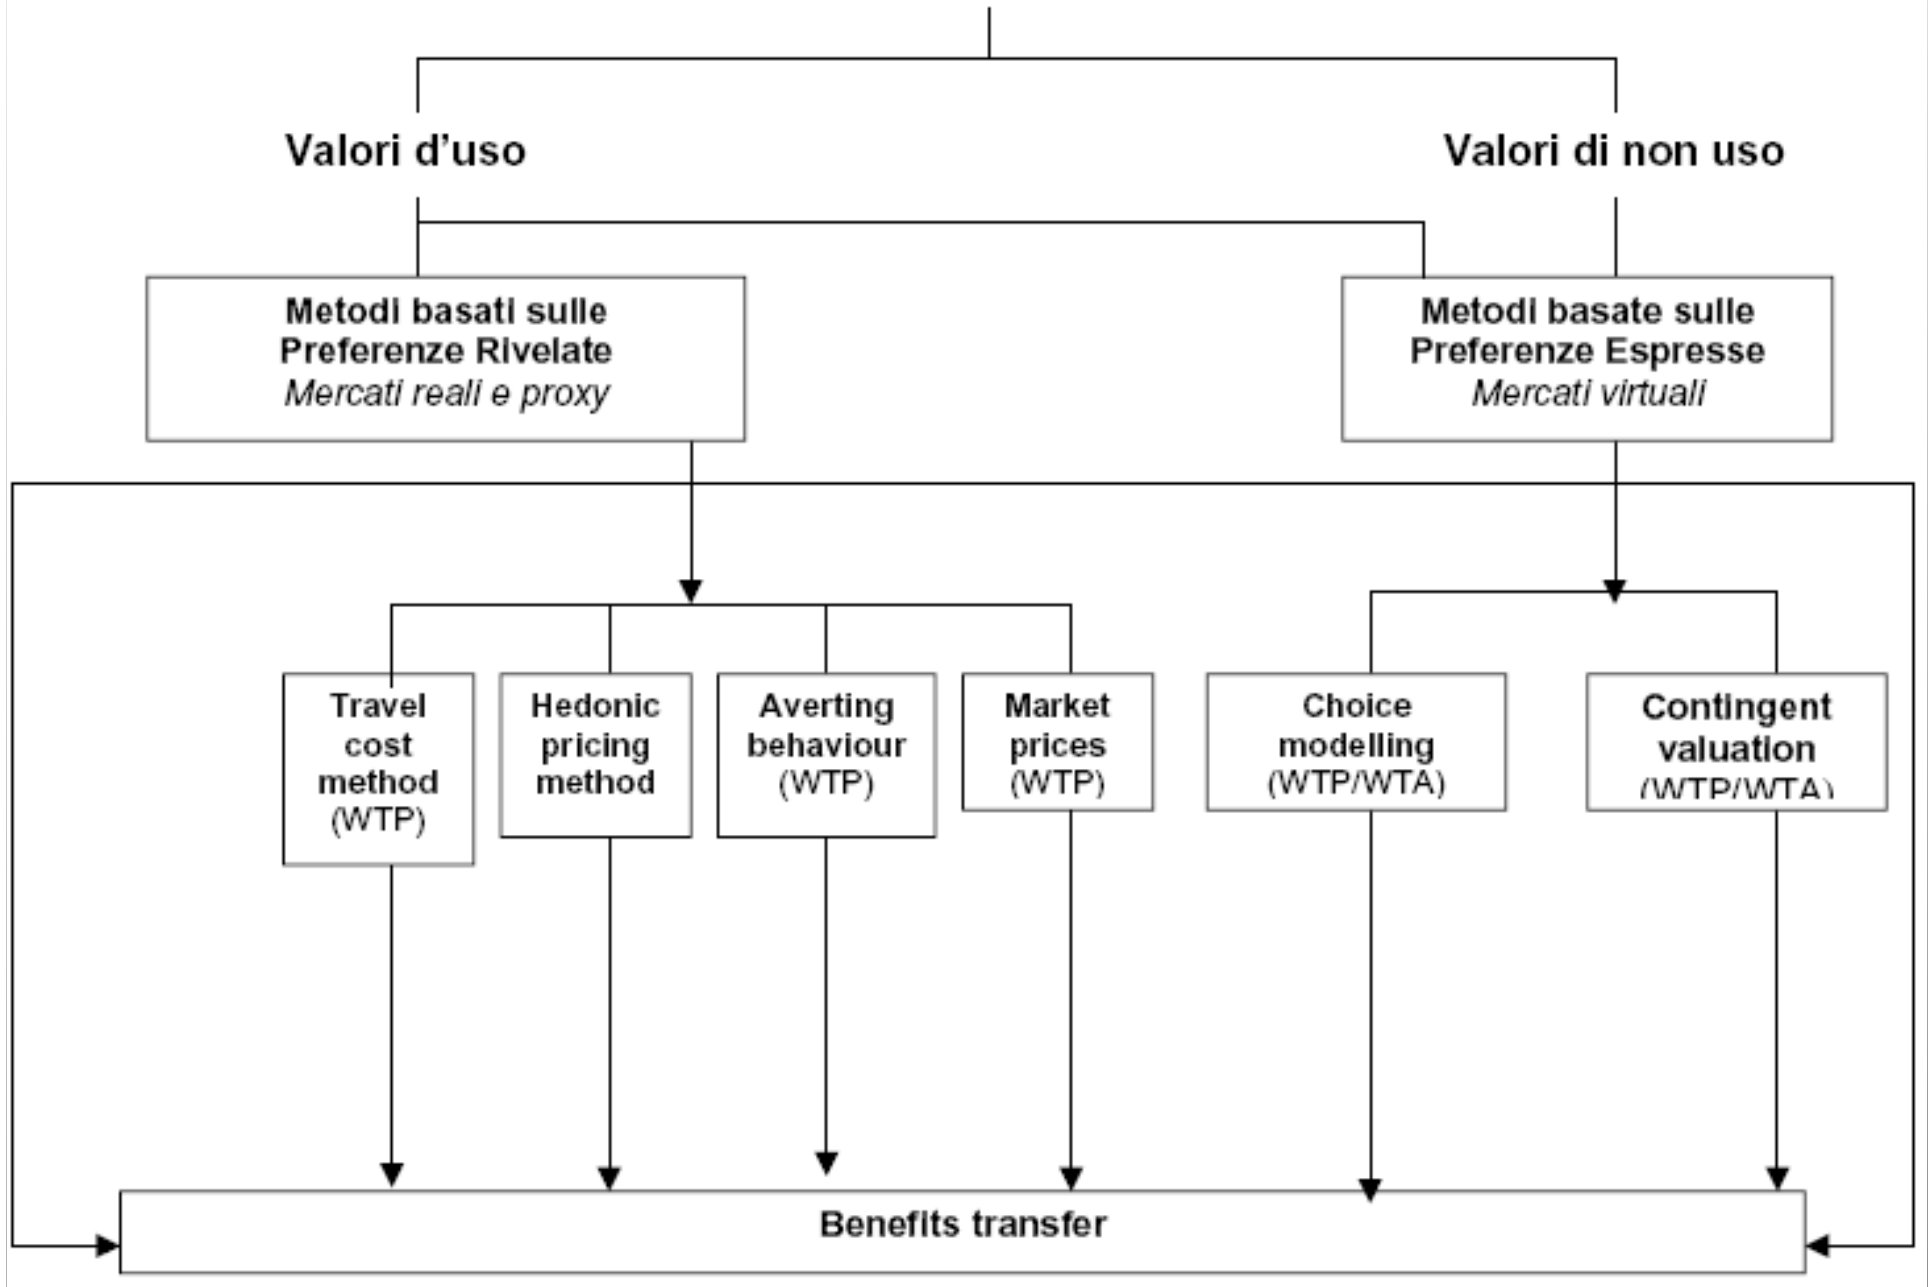 Valori d'uso
Valori di non uso
Metodi basati sulle
Preferenze Rivelate
Mercati reali e proxy
Metodi basate sulle
Preferenze Espresse
Mercati virtuali
Travel
cost
method
(WTP)
Hedonic
pricing
method
Averting
behaviour
(WTP)
Market
prices
(WTP)
Choice
modelling
(WTP/WTA)
Contingent
valuation
(WTP/WTA)
Benefits transfer